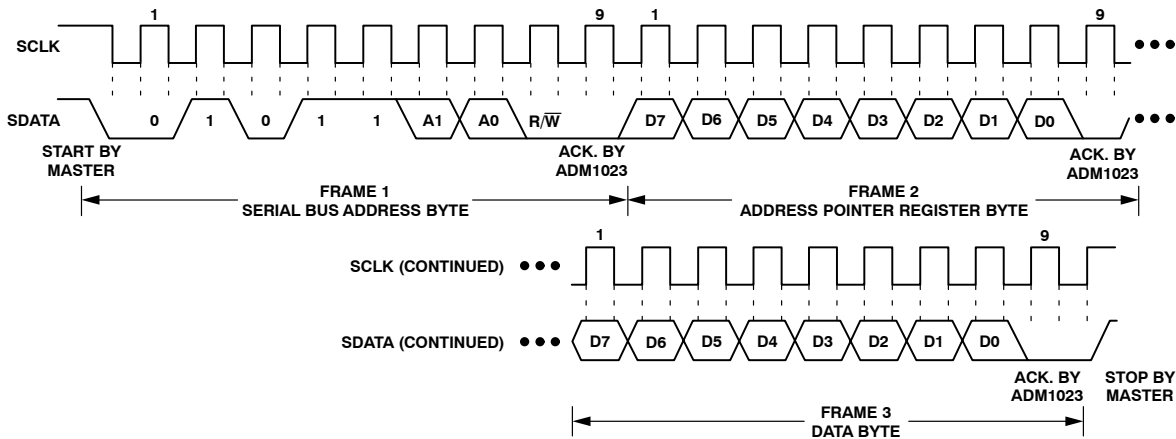 1 9 1 9
SCLK
SDATA 0 1 0 1 1 A1 A0 R/W D7 D6 D5 D4 D3 D2 D1 D0
START BY
MASTER
ACK. BY
ADM1023
ACK. BY
ADM1023
FRAME 1
SERIAL BUS ADDRESS BYTE
FRAME 2
ADDRESS POINTER REGISTER BYTE
1 9
SCLK (CONTINUED)
SDATA (CONTINUED) D7 D6 D5 D4 D3 D2 D1 D0
ACK. BY
ADM1023
STOP BY
MASTER
FRAME 3
DATA BYTE